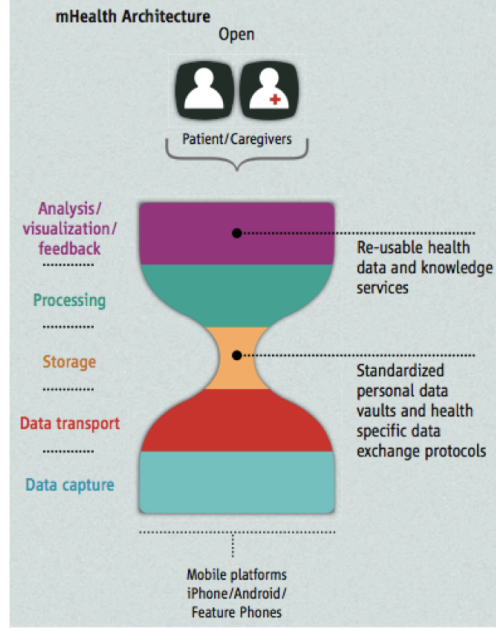 mHealth Architecture
Open
Patient/Caregivers
Analysis/
visualization/
feedback
Processing
Storage
Data transport
Data capture
Re-usable health
data and knowledge
services
Standardized
personal data
vaults and health
specific data
exchange protocols
Mobile platforms
iPhone/Android/
Feature Phones